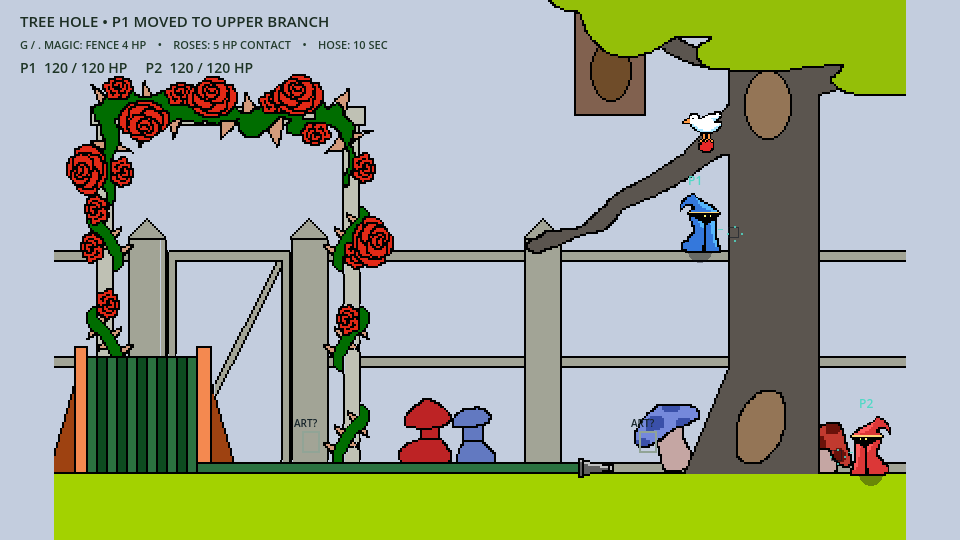 TREE HOLE • P1 MOVED TO UPPER BRANCH
G / . MAGIC: FENCE 4 HP • ROSES: 5 HP CONTACT • HOSE: 10 SEC
P1 120 / 120 HP P2 120 / 120 HP
P1
P2
ART?
ART?